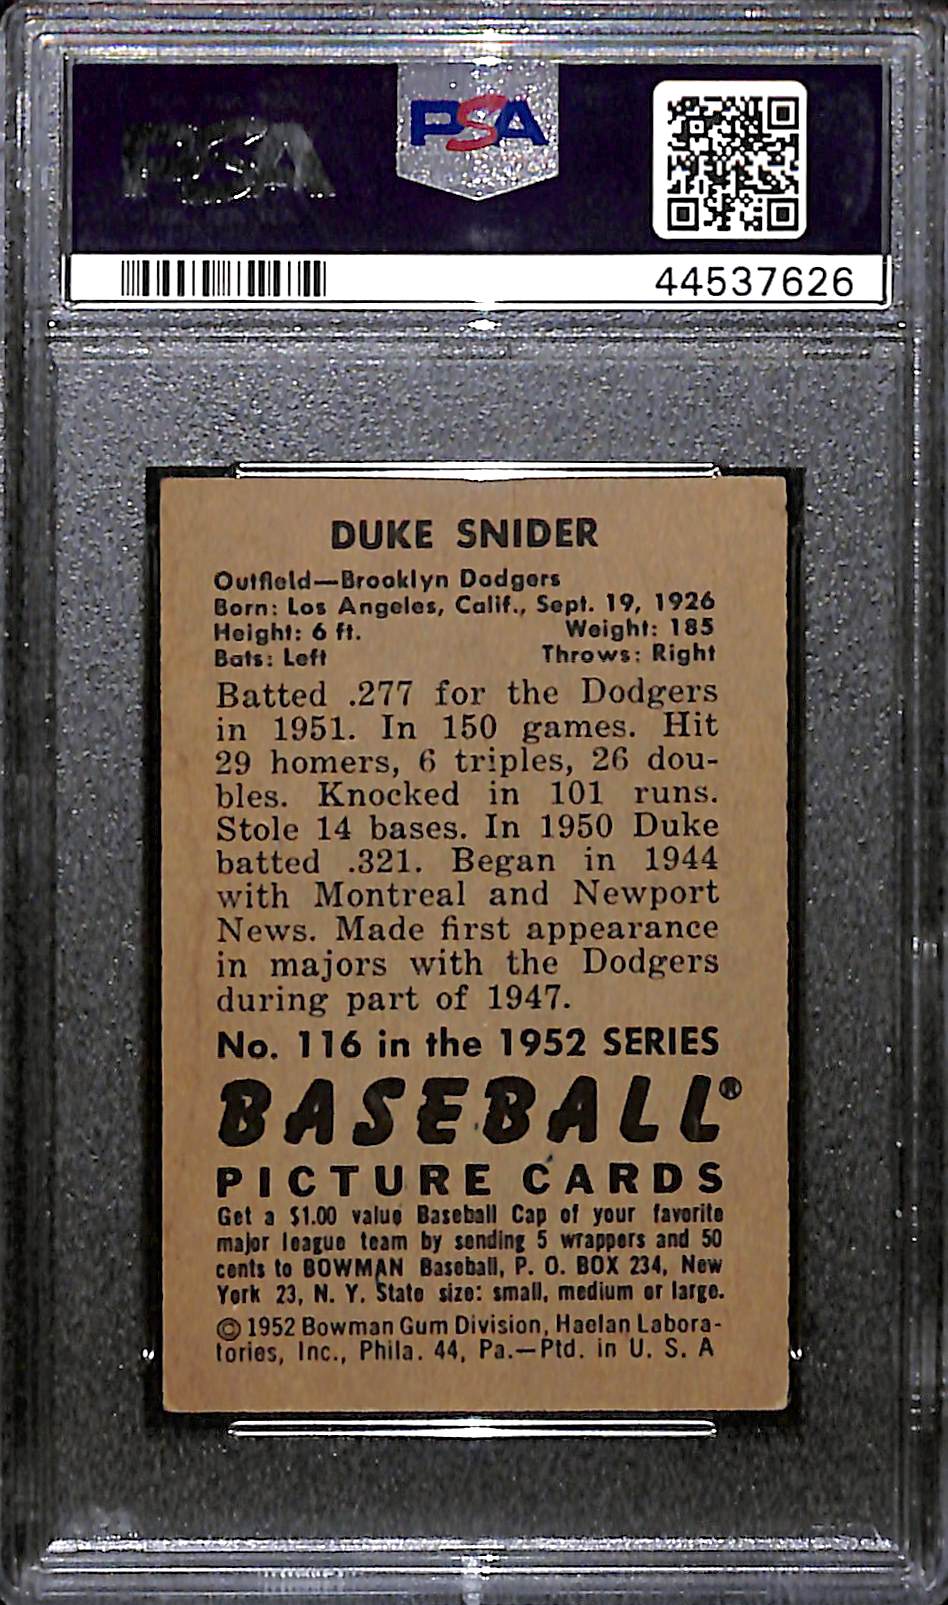 PSA
PSA
44537626
DUKE SNIDER
Outfield—Brooklyn Dodgers
Born: Los Angeles, Calif., Sept. 19, 1926
Height: 6 ft. Weight: 185
Bats: Left Throws: Right
Batted .277 for the Dodgers
in 1951. In 150 games. Hit
29 homers, 6 triples, 26 dou-
bles. Knocked in 101 runs.
Stole 14 bases. In 1950 Duke
batted .321. Began in 1944
with Montreal and Newport
News. Made first appearance
in majors with the Dodgers
during part of 1947.
No. 116 in the 1952 SERIES
BASEBALL®
PICTURE CARDS
Get a $1.00 value Baseball Cap of your favorite
major league team by sending 5 wrappers and 50
cents to BOWMAN Baseball, P. O. BOX 234, New
York 23, N. Y. State size: small, medium or large.
© 1952 Bowman Gum Division, Haelan Labora-
tories, Inc., Phila. 44, Pa.—Ptd. in U. S. A